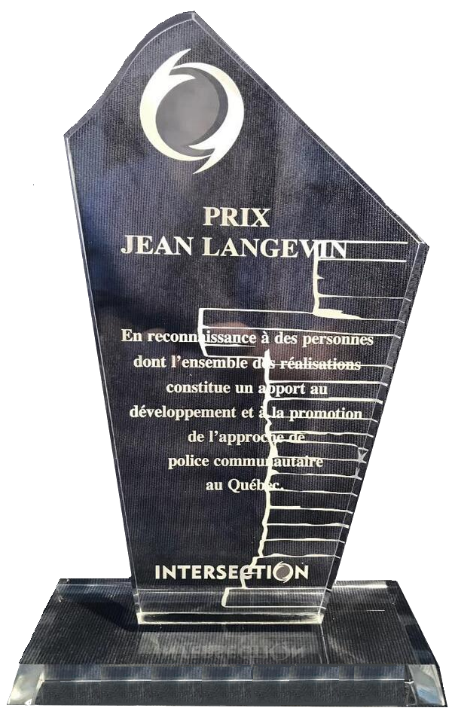 PRIX
JEAN LANGEVIN
En reconnaissance à des personnes
dont l'ensemble des réalisations
constitue un apport au
développement et à la promotion
de l'approche de
police communautaire
au Québec.
INTERSECTION